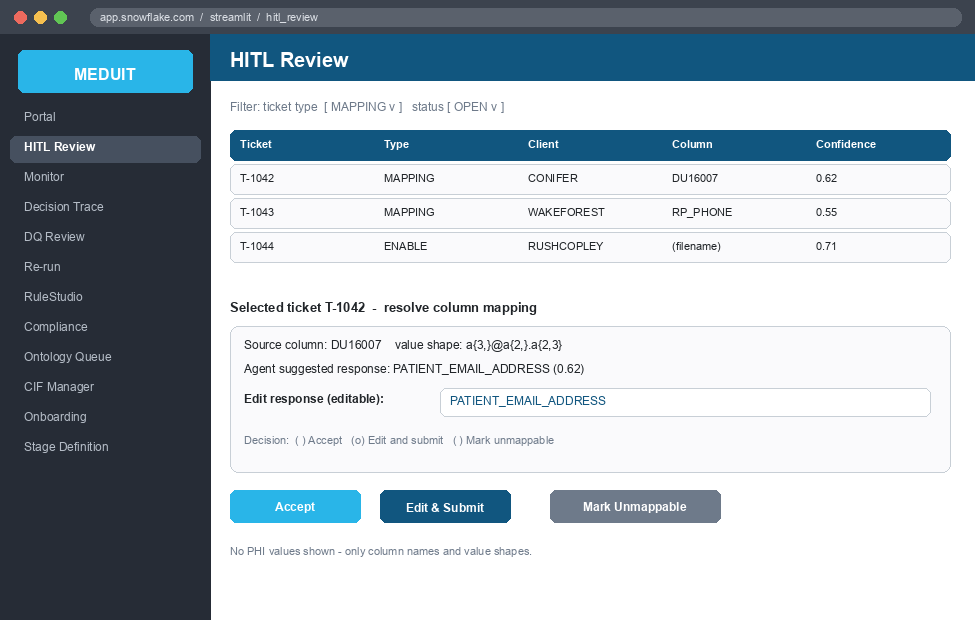 app.snowflake.com / streamlit / hitl_review
MEDUIT
Portal
HITL Review
Monitor
Decision Trace
DQ Review
Re-run
RuleStudio
Compliance
Ontology Queue
CIF Manager
Onboarding
Stage Definition
HITL Review
Filter: ticket type [ MAPPING v ] status [ OPEN v ]
Ticket Type Client Column Confidence
T-1042 MAPPING CONIFER DU16007 0.62
T-1043 MAPPING WAKEFOREST RP_PHONE 0.55
T-1044 ENABLE RUSHCOPLEY (filename) 0.71
Selected ticket T-1042 - resolve column mapping
Source column: DU16007 value shape: a{3,}@a{2,}.a{2,3}
Agent suggested response: PATIENT_EMAIL_ADDRESS (0.62)
Edit response (editable): PATIENT_EMAIL_ADDRESS
Decision: ( ) Accept (o) Edit and submit ( ) Mark unmappable
Accept Edit & Submit Mark Unmappable
No PHI values shown - only column names and value shapes.